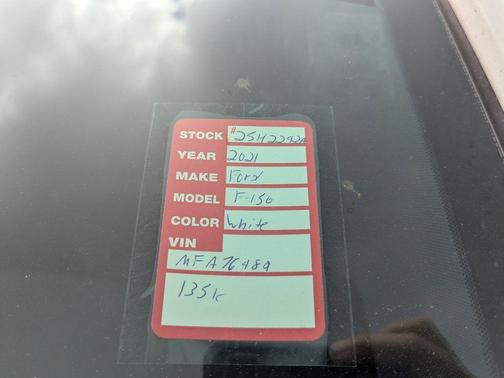 STOCK #25H2292A
YEAR 2021
MAKE Ford
MODEL F-150
COLOR White
VIN
MFA76489
135k